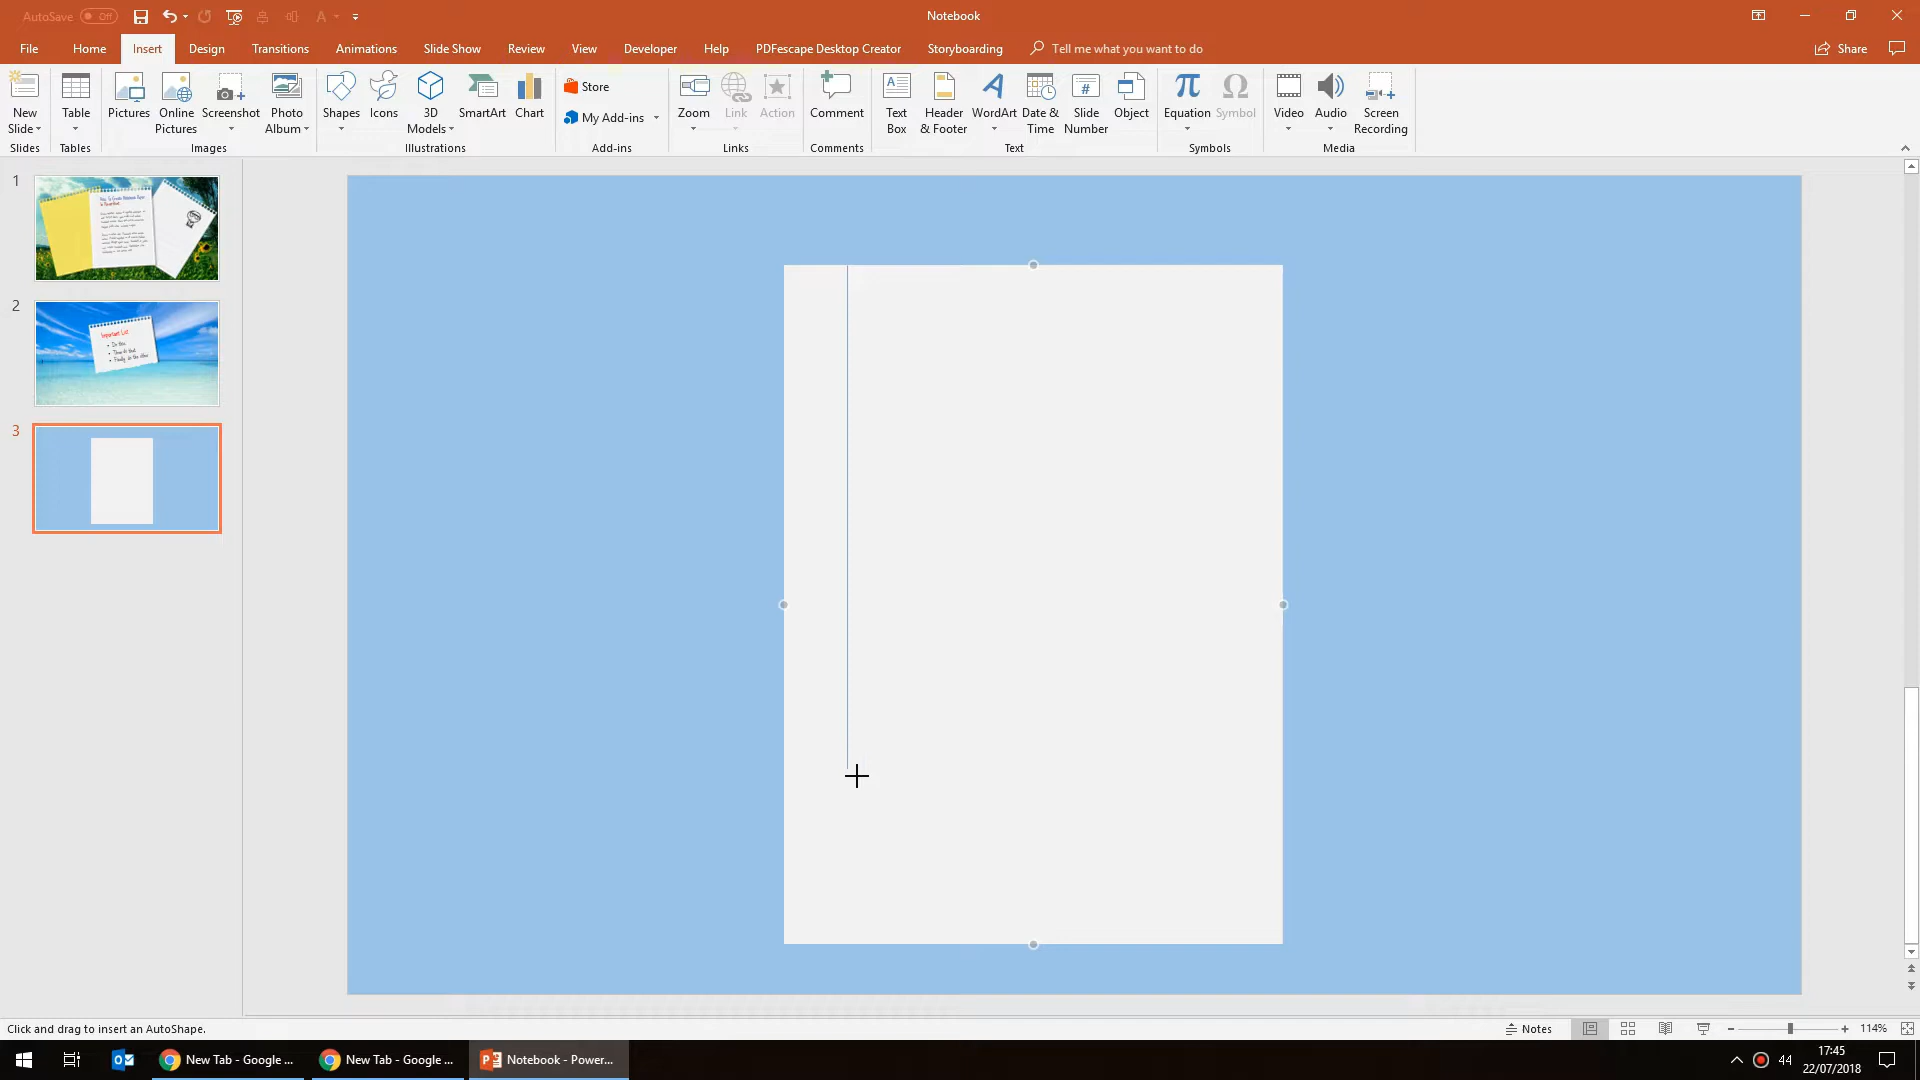 AutoSave Off Notebook
File Home Insert Design Transitions Animations Slide Show Review View Developer Help PDFescape Desktop Creator Storyboarding Tell me what you want to do Share
New Slide
Table
Pictures
Online Pictures
Screenshot
Photo Album
Shapes
Icons
3D Models
SmartArt
Chart
Store
My Add-ins
Zoom
Link
Action
Comment
Text Box
Header & Footer
WordArt
Date & Time
Slide Number
Object
Equation
Symbol
Video
Audio
Screen Recording
Slides Tables Images Illustrations Add-ins Links Comments Text Symbols Media
1
2
Important List
3
Click and drag to insert an AutoShape. Notes 114%
New Tab - Google ... New Tab - Google ... Notebook - Power... 44 17:45
22/07/2018